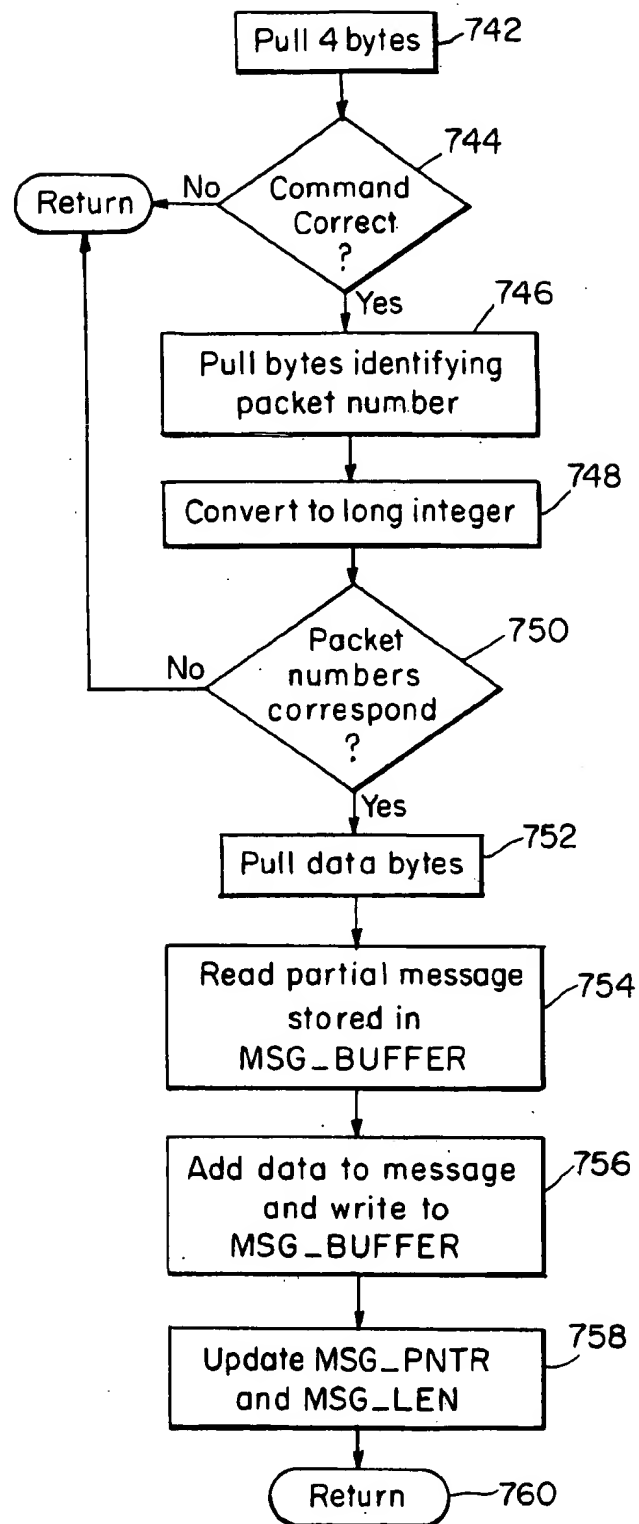 Pull 4 bytes
742
744
Command
Correct
?
No
Return
Yes
746
Pull bytes identifying
packet number
748
Convert to long integer
750
Packet
numbers
correspond
?
No
Yes
752
Pull data bytes
Read partial message
stored in
MSG_BUFFER
754
Add data to message
and write to
MSG_BUFFER
756
758
Update MSG_PNTR
and MSG_LEN
Return
760